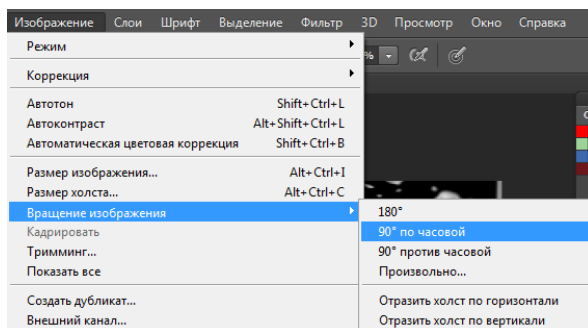 Изображение Слои Шрифт Выделение Фильтр 3D Просмотр Окно Справка
Режим
%
Коррекция
Автотон Shift+Ctrl+L
Автоконтраст Alt+Shift+Ctrl+L
Автоматическая цветовая коррекция Shift+Ctrl+B
Размер изображения... Alt+Ctrl+I
Размер холста... Alt+Ctrl+C
Вращение изображения
Кадрировать
Тримминг...
Показать все
Создать дубликат...
Внешний канал...
180°
90° по часовой
90° против часовой
Произвольно...
Отразить холст по горизонтали
Отразить холст по вертикали